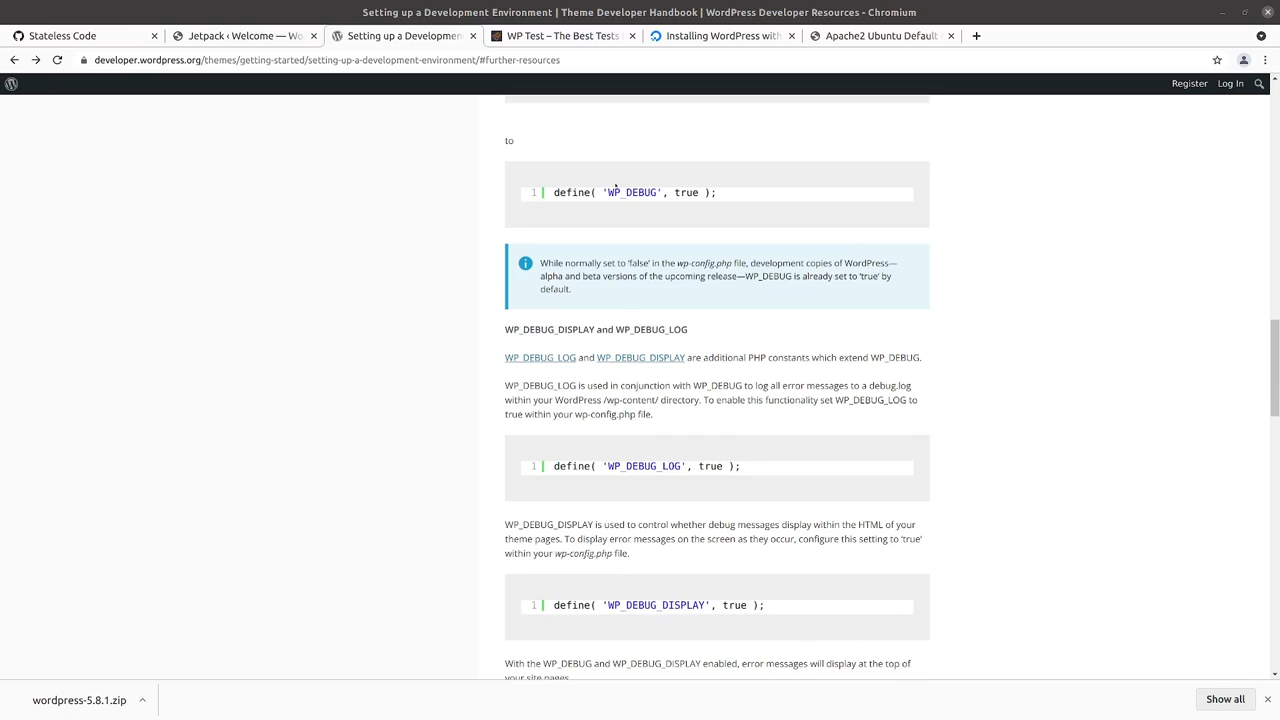 Setting up a Development Environment | Theme Developer Handbook | WordPress Developer Resources - Chromium
Stateless Code
Jetpack ‹ Welcome — Wo
Setting up a Developmen
WP Test – The Best Tests
Installing WordPress with
Apache2 Ubuntu Default
developer.wordpress.org/themes/getting-started/setting-up-a-development-environment/#further-resources
Register Log In
to
1 define( 'WP_DEBUG', true );
While normally set to 'false' in the wp-config.php file, development copies of WordPress—
alpha and beta versions of the upcoming release—WP_DEBUG is already set to 'true' by
default.
WP_DEBUG_DISPLAY and WP_DEBUG_LOG
WP_DEBUG_LOG and WP_DEBUG_DISPLAY are additional PHP constants which extend WP_DEBUG.
WP_DEBUG_LOG is used in conjunction with WP_DEBUG to log all error messages to a debug.log
within your WordPress /wp-content/ directory. To enable this functionality set WP_DEBUG_LOG to
true within your wp-config.php file.
1 define( 'WP_DEBUG_LOG', true );
WP_DEBUG_DISPLAY is used to control whether debug messages display within the HTML of your
theme pages. To display error messages on the screen as they occur, configure this setting to 'true'
within your wp-config.php file.
1 define( 'WP_DEBUG_DISPLAY', true );
With the WP_DEBUG and WP_DEBUG_DISPLAY enabled, error messages will display at the top of
your site pages.
wordpress-5.8.1.zip
Show all